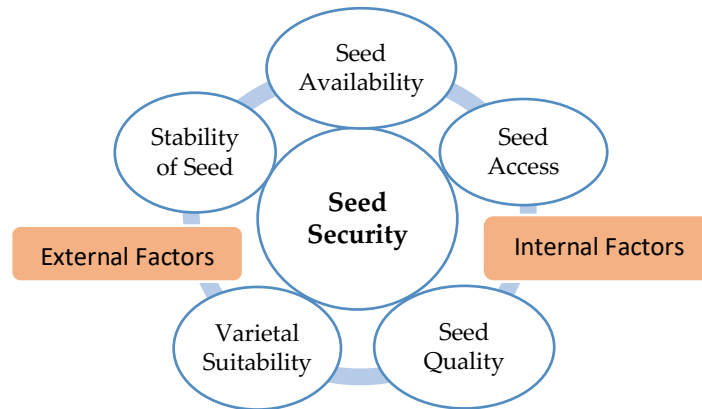 Seed
Availability
Stability
of Seed
Seed
Access
Seed
Security
External Factors
Internal Factors
Varietal
Suitability
Seed
Quality